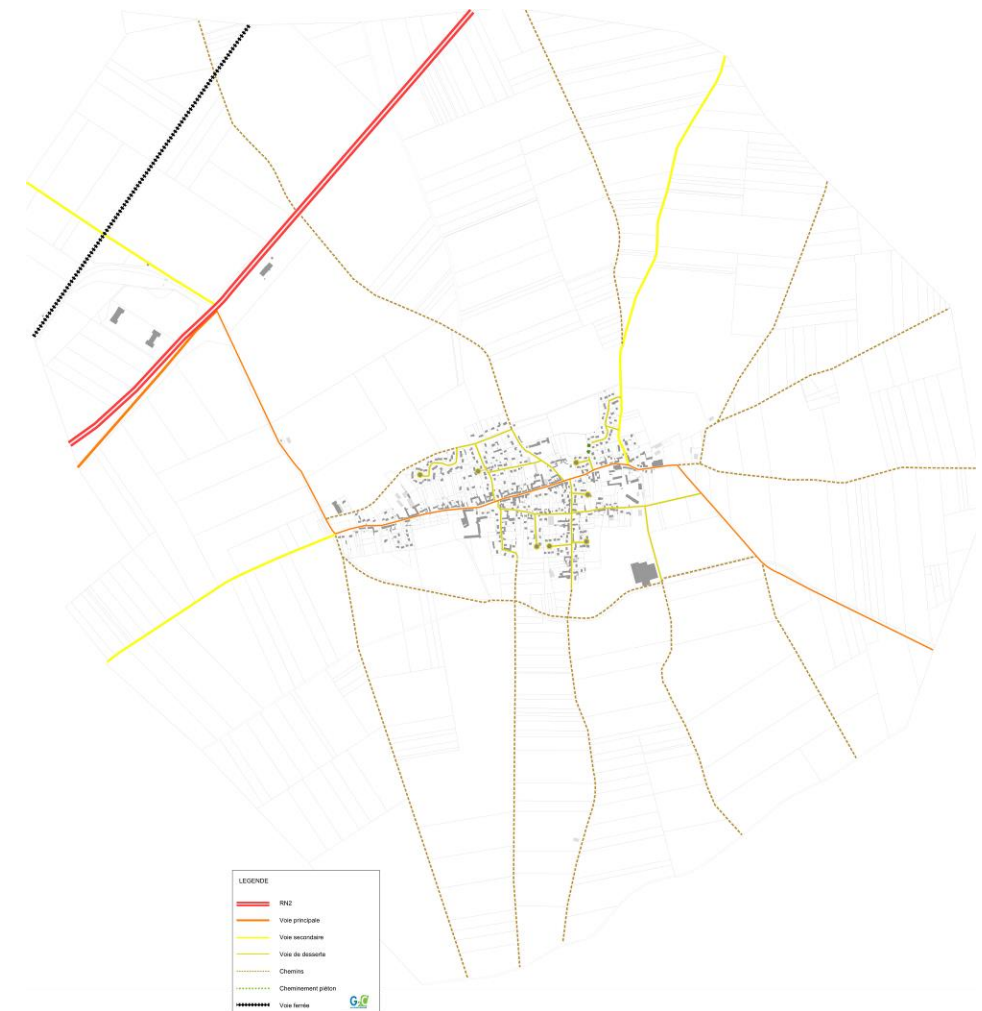 LEGENDE
RN2
Voie principale
Voie secondaire
Voie de desserte
Chemins
Cheminement piéton
Voie ferrée